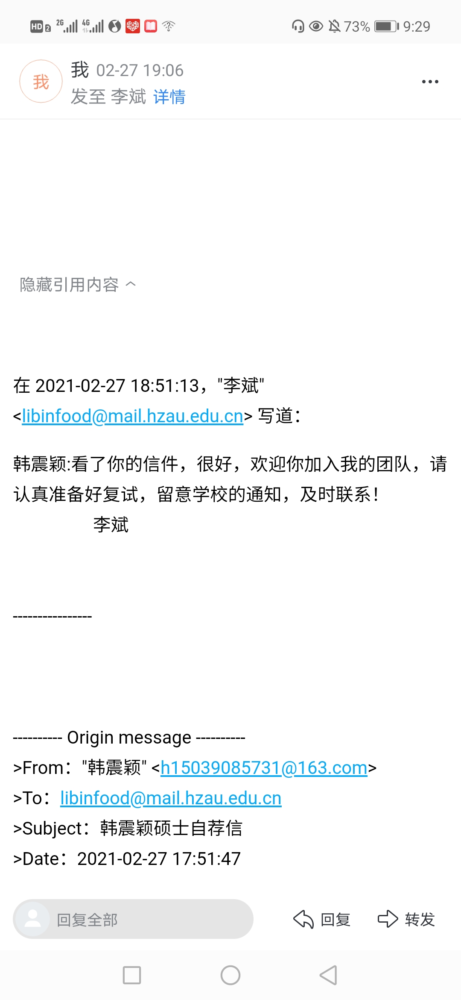 HD 2 2G 4G 73% 9:29
我 我 02-27 19:06
发至 李斌 详情
隐藏引用内容
在 2021-02-27 18:51:13，"李斌"
<libinfood@mail.hzau.edu.cn> 写道：
韩震颖:看了你的信件，很好，欢迎你加入我的团队，请
认真准备好复试，留意学校的通知，及时联系！
李斌
----------------
---------- Origin message ----------
>From："韩震颖" <h15039085731@163.com>
>To：libinfood@mail.hzau.edu.cn
>Subject：韩震颖硕士自荐信
>Date：2021-02-27 17:51:47
回复全部 回复 转发